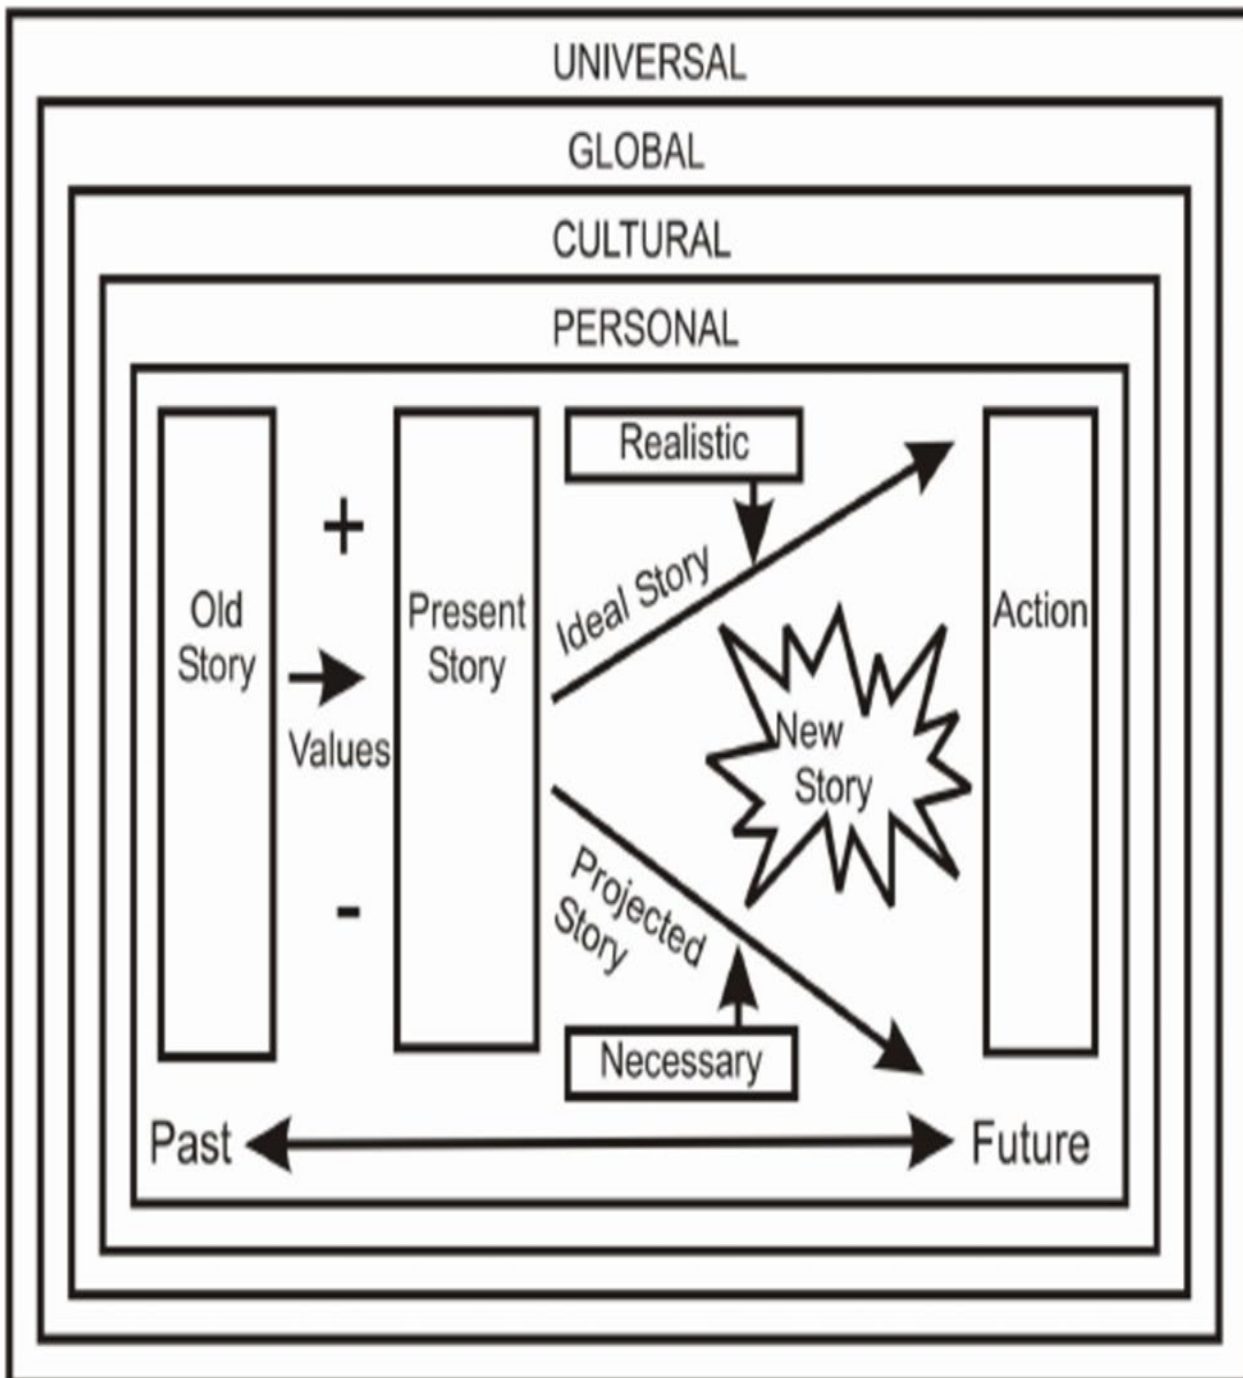 UNIVERSAL
GLOBAL
CULTURAL
PERSONAL
Old
Story
+
Values
-
Present
Story
Realistic
Ideal Story
New
Story
Projected
Story
Necessary
Action
Past
Future